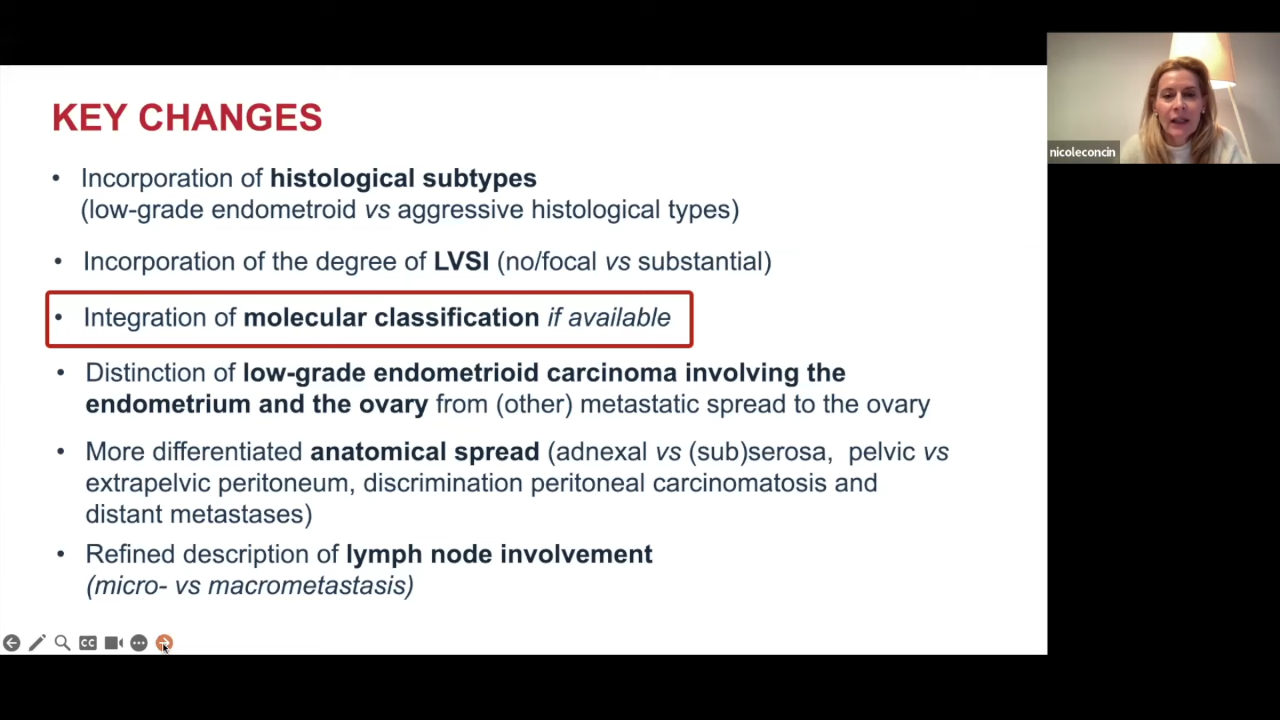 KEY CHANGES
• Incorporation of histological subtypes
(low-grade endometroid vs aggressive histological types)
• Incorporation of the degree of LVSI (no/focal vs substantial)
• Integration of molecular classification if available
• Distinction of low-grade endometrioid carcinoma involving the
endometrium and the ovary from (other) metastatic spread to the ovary
• More differentiated anatomical spread (adnexal vs (sub)serosa, pelvic vs
extrapelvic peritoneum, discrimination peritoneal carcinomatosis and
distant metastases)
• Refined description of lymph node involvement
(micro- vs macrometastasis)
nicoleconcin
CC